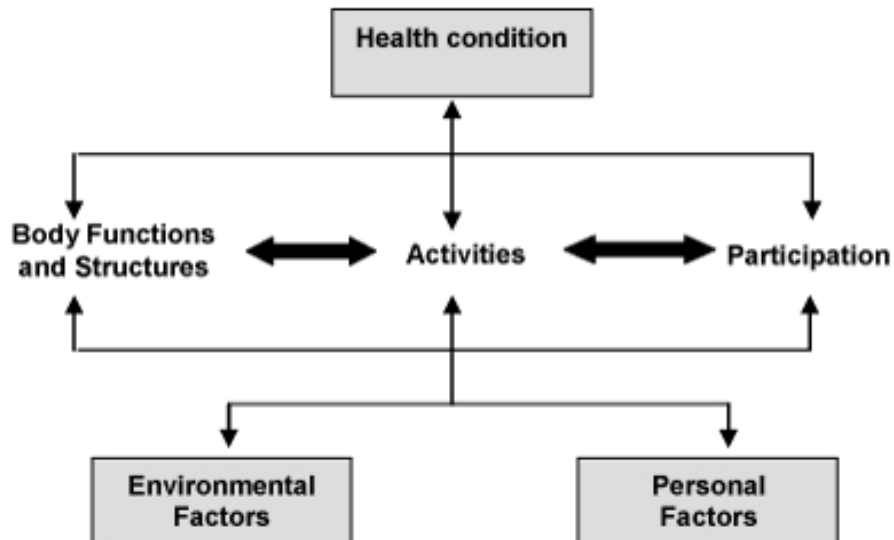 Health condition
Body Functions
and Structures
Activities
Participation
Environmental
Factors
Personal
Factors